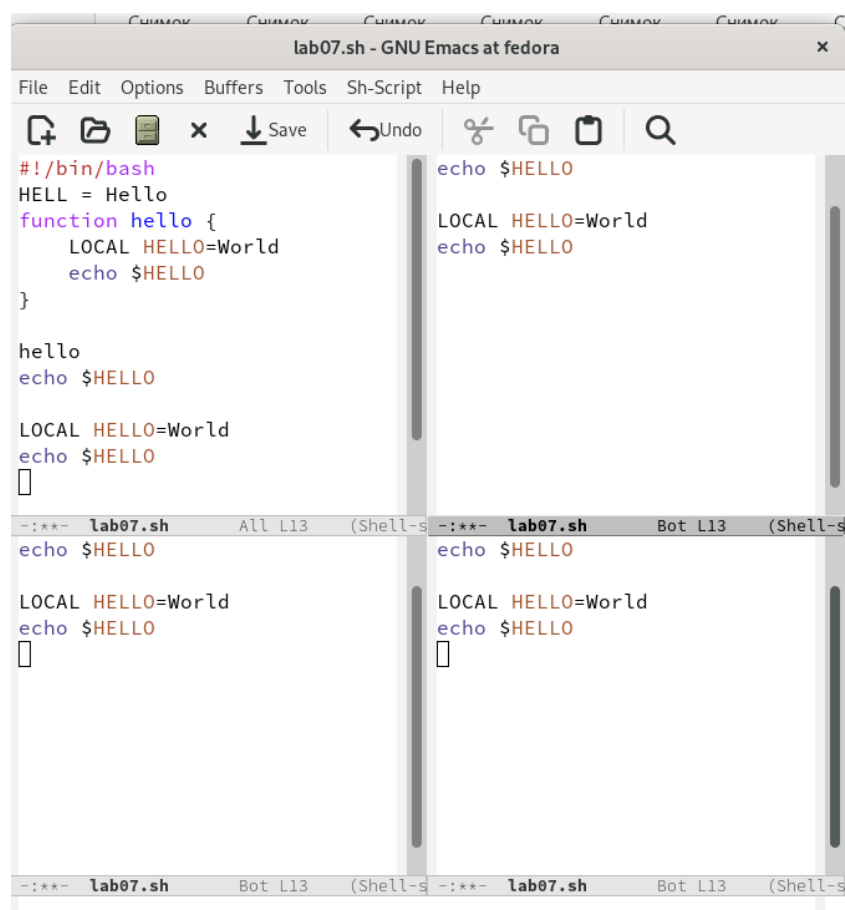 Снимок Снимок Снимок Снимок Снимок Снимок С
lab07.sh - GNU Emacs at fedora ×
File Edit Options Buffers Tools Sh-Script Help
Save Undo
#!/bin/bash
HELL = Hello
function hello {
    LOCAL HELLO=World
    echo $HELLO
}
hello
echo $HELLO
LOCAL HELLO=World
echo $HELLO
-:**- lab07.sh All L13 (Shell-s
echo $HELLO
LOCAL HELLO=World
echo $HELLO
-:**- lab07.sh Bot L13 (Shell-s
echo $HELLO
LOCAL HELLO=World
echo $HELLO
-:**- lab07.sh Bot L13 (Shell-s
echo $HELLO
LOCAL HELLO=World
echo $HELLO
-:**- lab07.sh Bot L13 (Shell-s